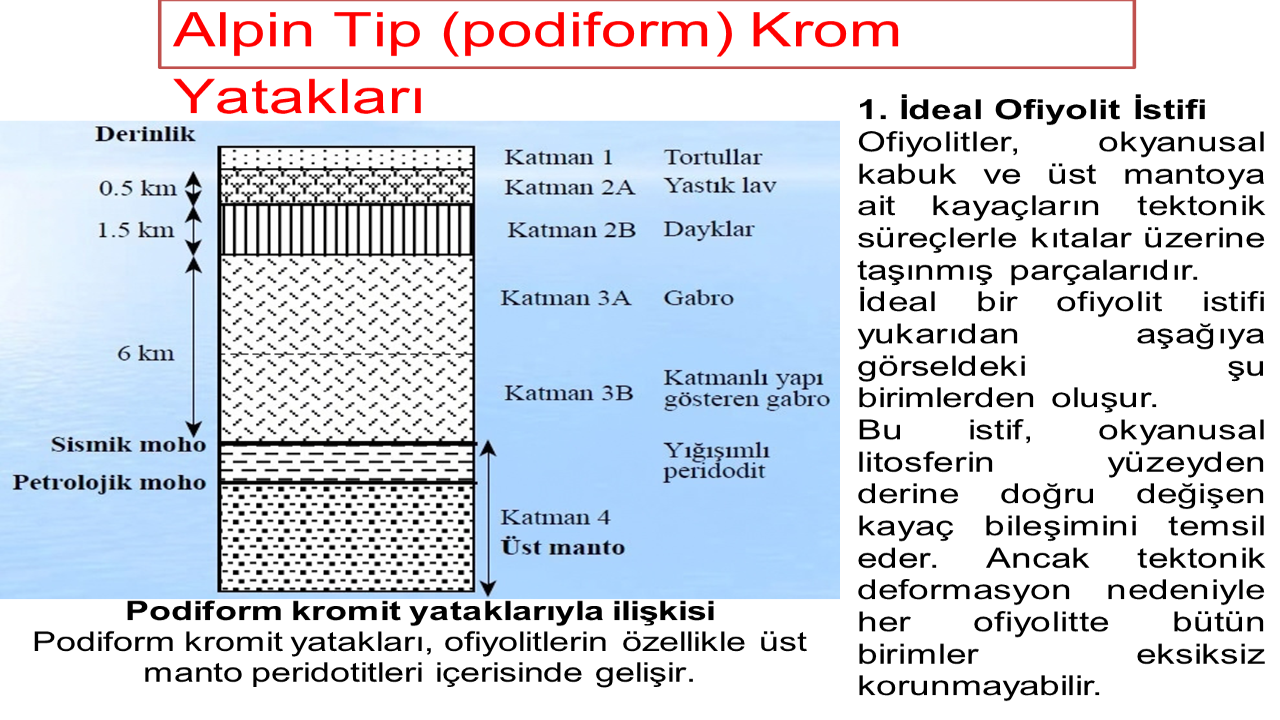 Alpin Tip (podiform) Krom
Yatakları
Derinlik
Katman 1 Tortullar
0.5 km Katman 2A Yastık lav
1.5 km Katman 2B Dayklar
Katman 3A Gabro
6 km
Katman 3B Katmanlı yapı
gösteren gabro
Sismik moho Yığışımlı
peridodit
Petrolojik moho
Katman 4
Üst manto
Podiform kromit yataklarıyla ilişkisi
Podiform kromit yatakları, ofiyolitlerin özellikle üst
manto peridotitleri içerisinde gelişir.
1. İdeal Ofiyolit İstifi
Ofiyolitler, okyanusal
kabuk ve üst mantoya
ait kayaçların tektonik
süreçlerle kıtalar üzerine
taşınmış parçalarıdır.
İdeal bir ofiyolit istifi
yukarıdan aşağıya
görseldeki şu
birimlerden oluşur.
Bu istif, okyanusal
litosferin yüzeyden
derine doğru değişen
kayaç bileşimini temsil
eder. Ancak tektonik
deformasyon nedeniyle
her ofiyolitte bütün
birimler eksiksiz
korunmayabilir.